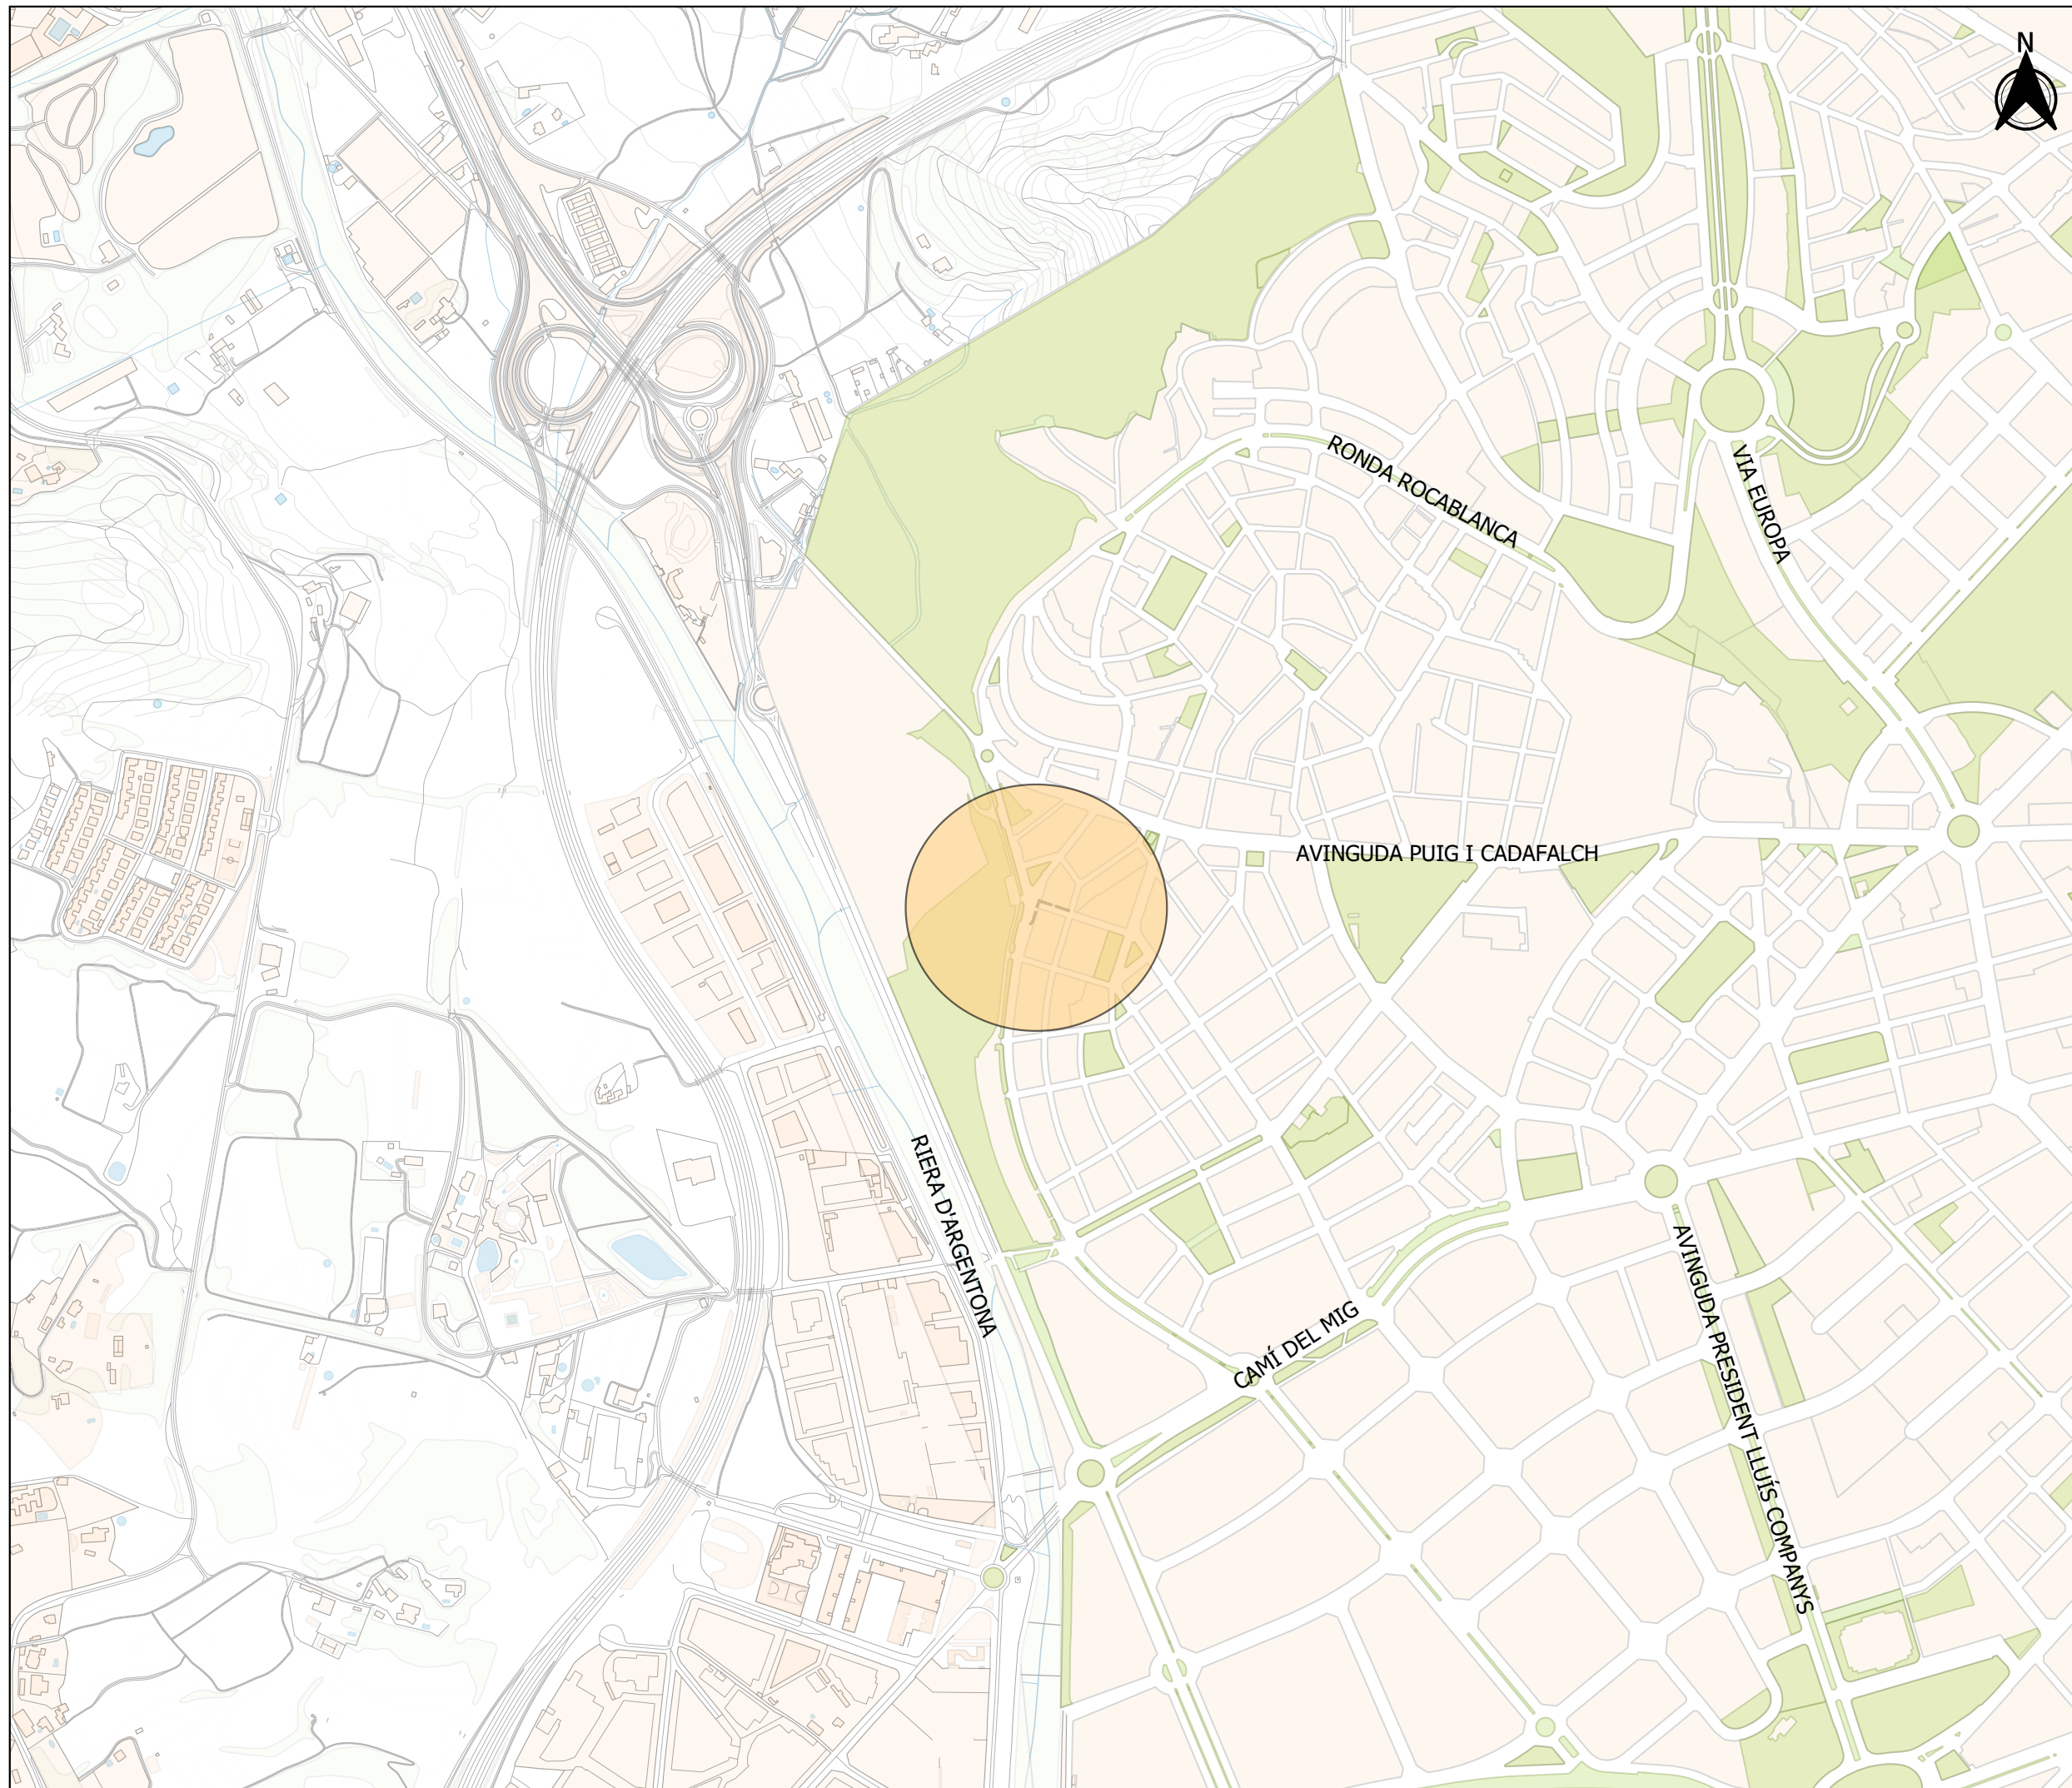 N
RONDA ROCABLANCA
VIA EUROPA
AVINGUDA PUIG I CADAFALCH
RIERA D'ARGENTONA
AVINGUDA PRESIDENT LLUÍS COMPANYS
CAMÍ DEL MIG